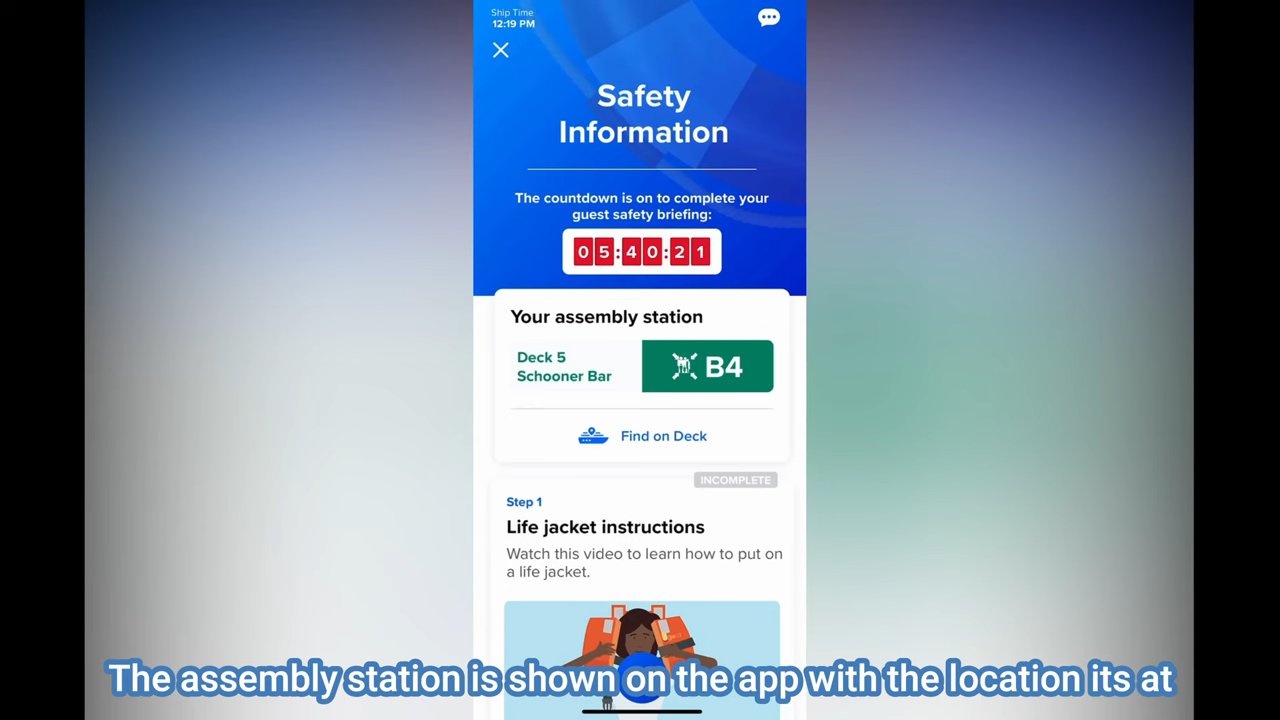 Ship Time
12:19 PM
Safety
Information
The countdown is on to complete your
guest safety briefing:
05:40:21
Your assembly station
Deck 5
Schooner Bar
B4
Find on Deck
INCOMPLETE
Step 1
Life jacket instructions
Watch this video to learn how to put on
a life jacket.
The assembly station is shown on the app with the location its at